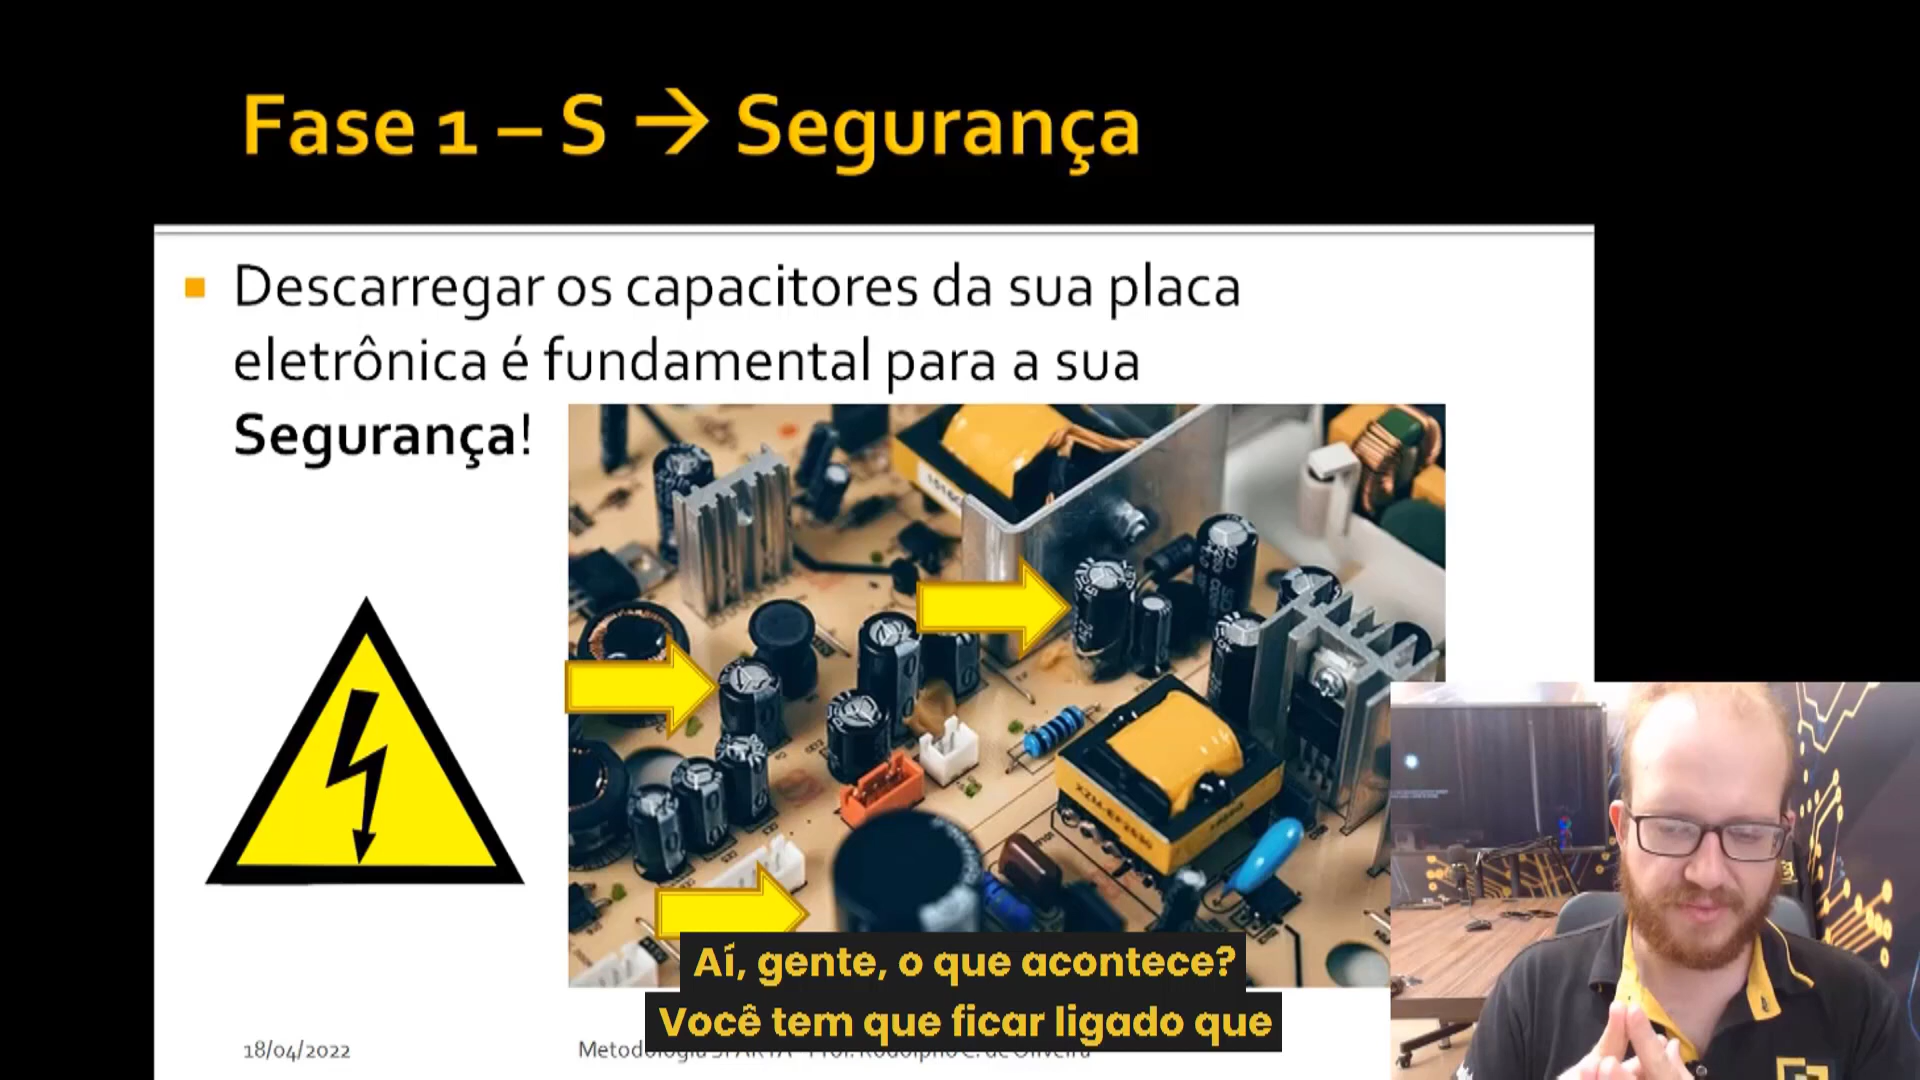 Fase 1 – S → Segurança
Descarregar os capacitores da sua placa
eletrônica é fundamental para a sua
Segurança!
Aí, gente, o que acontece?
Você tem que ficar ligado que
18/04/2022
Metodologia SPARTA - Prof. Rodolpho C. de Oliveira